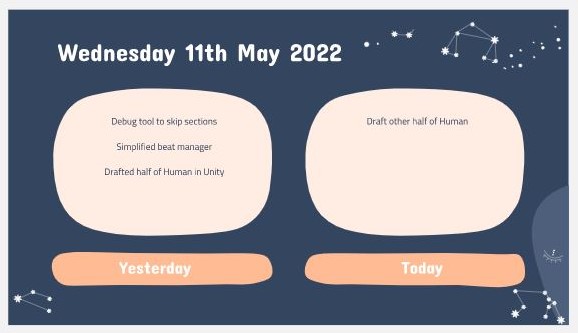 Wednesday 11th May 2022
Debug tool to skip sections
Simplified beat manager
Drafted half of Human in Unity
Yesterday
Draft other half of Human
Today